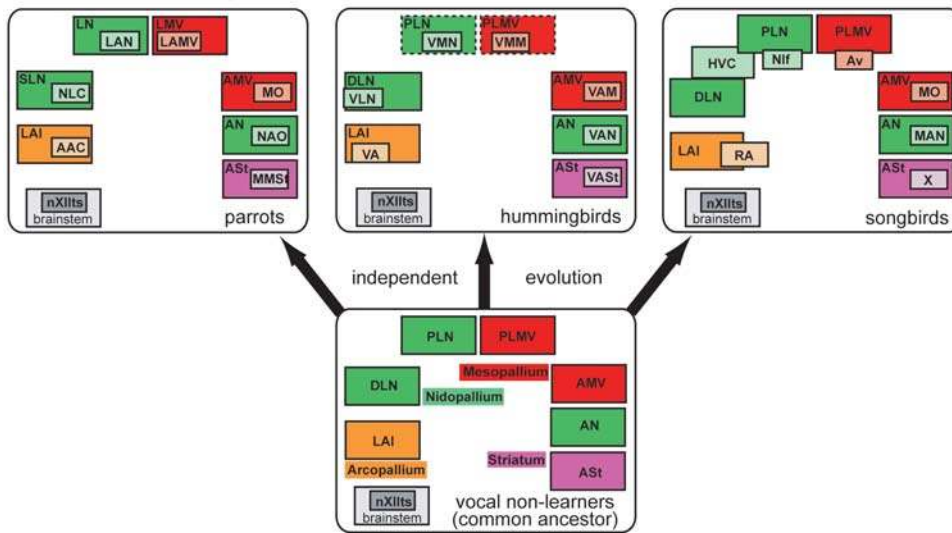 LN
LMV
LAN
LAMV
SLN
NLC
AMV
MO
AN
NAO
LAI
AAC
ASt
MMSt
nXIIts
brainstem
parrots
PLN
PLMV
VMN
VMM
DLN
VLN
AMV
VAM
LAI
VA
AN
VAN
ASt
VASt
nXIIts
brainstem
hummingbirds
PLN
PLMV
HVC
NIf
Av
DLN
AMV
MO
LAI
RA
AN
MAN
ASt
X
nXIIts
brainstem
songbirds
independent evolution
PLN
PLMV
Mesopallium
DLN
AMV
Nidopallium
AN
LAI
Striatum
Arcopallium
ASt
nXIIts
brainstem
vocal non-learners
(common ancestor)